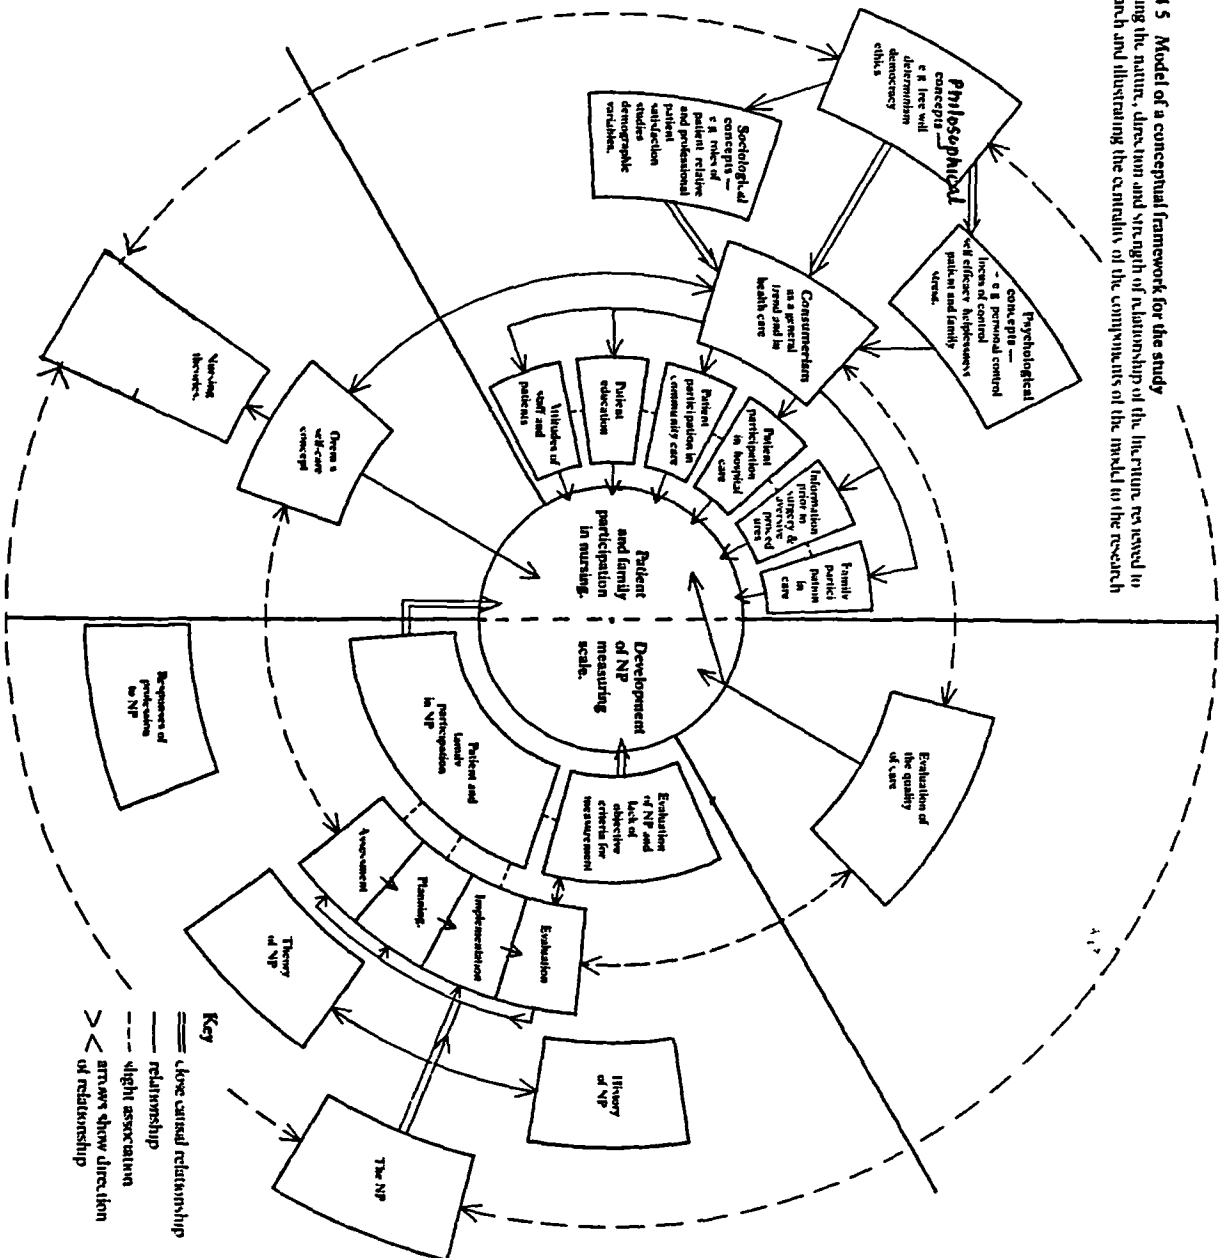 5 Model of a conceptual framework for the study
ing the nature, direction and strength of relationship of the literature reviewed to
arch and illustrating the centrality of the components of the model to the research
Philosophical
concepts —
e g free will
determinism
democracy
ethics
Sociological
concepts —
e g roles of
patient relative
and professional
patient
satisfaction
studies
demographic
variables.
Psychological
concepts —
- e g personal control
locus of control
self efficacy helplessness
patient and family
stress.
Consumerism
as a general
trend and in
health care
Attitudes of
staff and
patients
Patient
education
Patient
participation in
community care
Patient
participation
in hospital
care
Information
prior to
surgery &
aversive
proced
ures
Family
partici
pation
in
care
Nursing
theories.
Orem s
self-care
concept
Patient
and family
participation
in nursing.
Development
of NP
measuring
scale.
Evaluation of
the quality
of care
Evaluation
of NP and
lack of
objective
criteria for
measurement
Patient and
family
participation
in NP
Responses of
profession
to NP
Assessment
Planning.
Implementation
Evaluation
Theory
of NP
History
of NP
The NP
Key
close causal relationship
relationship
slight association
arrows show direction
of relationship